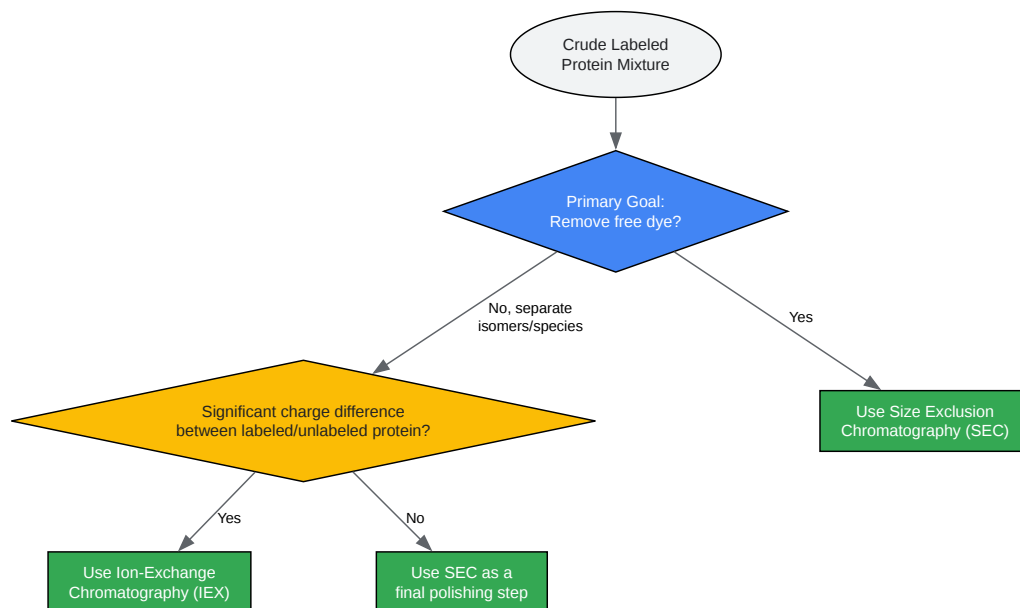 Crude Labeled
Protein Mixture
Primary Goal:
Remove free dye?
No, separate
isomers/species
Yes
Significant charge difference
between labeled/unlabeled protein?
Use Size Exclusion
Chromatography (SEC)
Yes
No
Use Ion-Exchange
Chromatography (IEX)
Use SEC as a
final polishing step